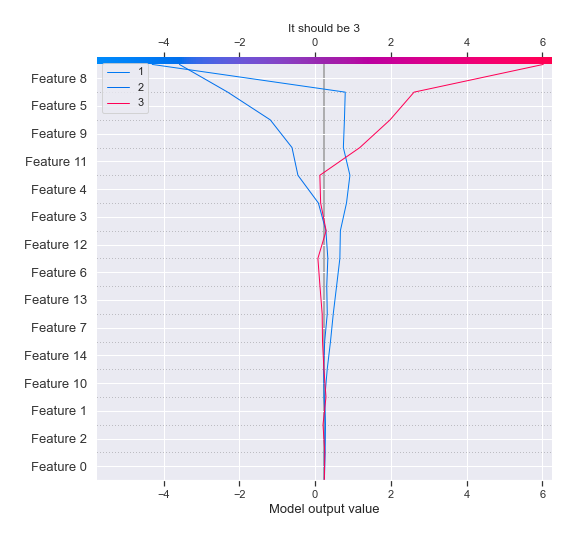 It should be 3
−4 −2 0 2 4 6
1
2
3
Feature 8
Feature 5
Feature 9
Feature 11
Feature 4
Feature 3
Feature 12
Feature 6
Feature 13
Feature 7
Feature 14
Feature 10
Feature 1
Feature 2
Feature 0
−4 −2 0 2 4 6
Model output value